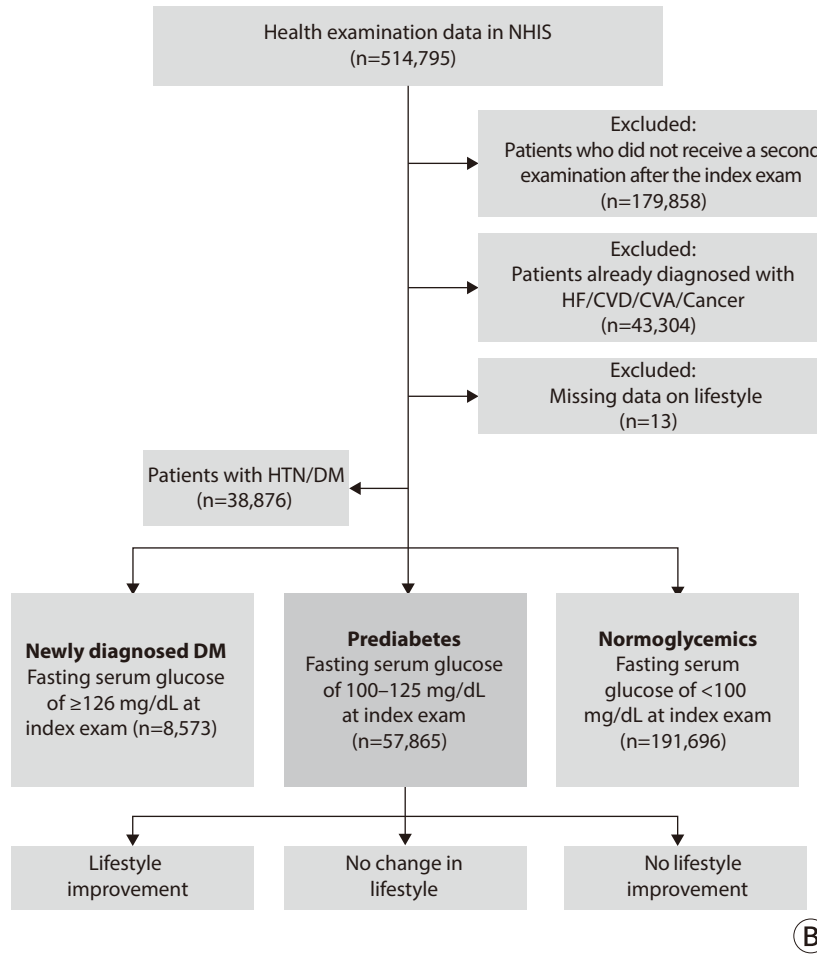 Health examination data in NHIS
(n=514,795)
Excluded:
Patients who did not receive a second
examination after the index exam
(n=179,858)
Excluded:
Patients already diagnosed with
HF/CVD/CVA/Cancer
(n=43,304)
Excluded:
Missing data on lifestyle
(n=13)
Patients with HTN/DM
(n=38,876)
Newly diagnosed DM
Fasting serum glucose
of ≥126 mg/dL at
index exam (n=8,573)
Prediabetes
Fasting serum glucose
of 100–125 mg/dL
at index exam
(n=57,865)
Normoglycemics
Fasting serum
glucose of <100
mg/dL at index exam
(n=191,696)
Lifestyle
improvement
No change in
lifestyle
No lifestyle
improvement
B